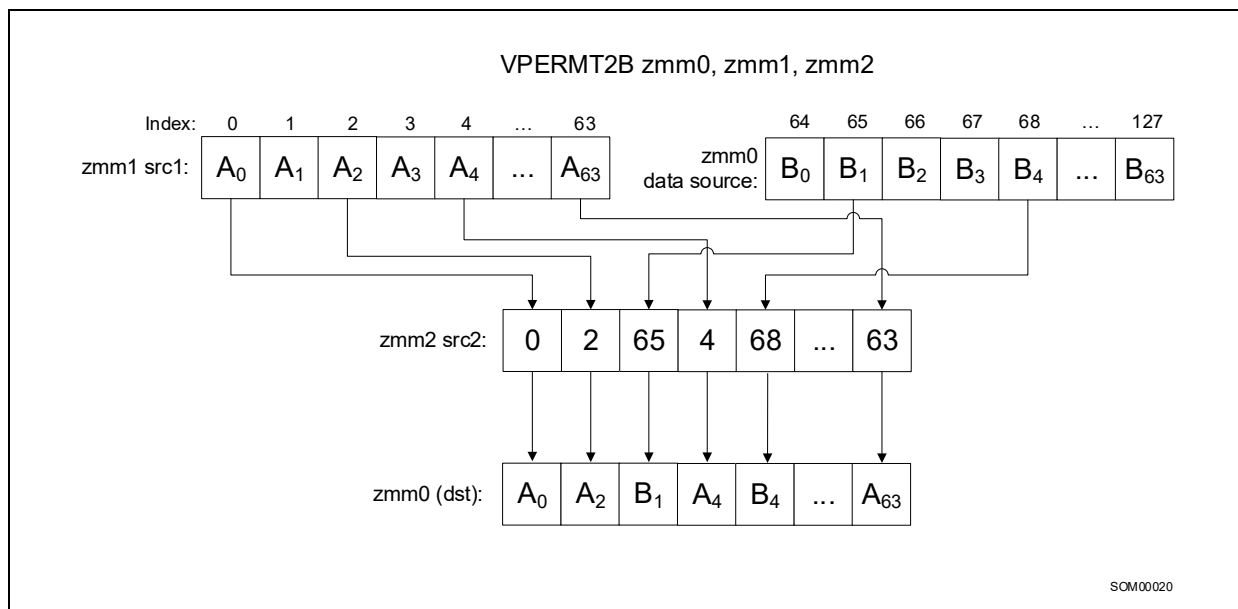 VPERMT2B zmm0, zmm1, zmm2
Index: 0 1 2 3 4 ... 63
64 65 66 67 68 ... 127
zmm1 src1: A0 A1 A2 A3 A4 ... A63
zmm0
data source: B0 B1 B2 B3 B4 ... B63
zmm2 src2: 0 2 65 4 68 ... 63
zmm0 (dst): A0 A2 B1 A4 B4 ... A63
SOM00020